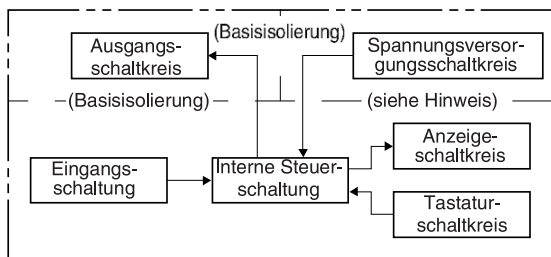 (Basisisolierung)
Ausgangs-
schaltkreis
Spannungsversor-
gungsschaltkreis
(Basisisolierung)
(siehe Hinweis)
Eingangs-
schaltung
Interne Steuer-
schaltung
Anzeige-
schaltkreis
Tastatur-
schaltkreis